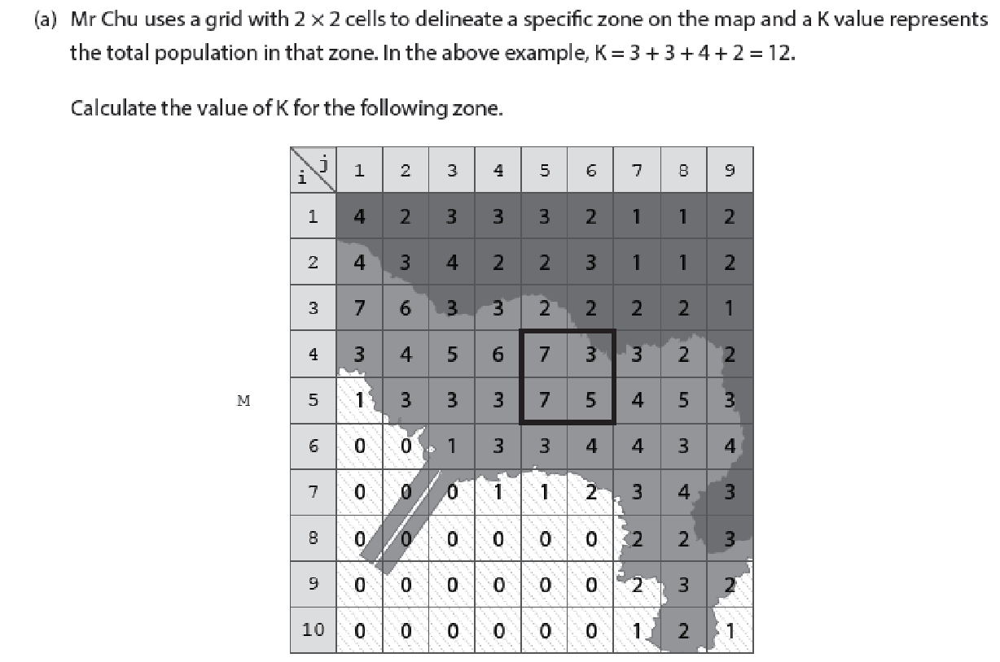 (a) Mr Chu uses a grid with 2 × 2 cells to delineate a specific zone on the map and a K value represents
the total population in that zone. In the above example, K = 3 + 3 + 4 + 2 = 12.
Calculate the value of K for the following zone.
i j 1 2 3 4 5 6 7 8 9
1 4 2 3 3 3 2 1 1 2
2 4 3 4 2 2 3 1 1 2
3 7 6 3 3 2 2 2 2 1
4 3 4 5 6 7 3 3 2 2
M 5 1 3 3 3 7 5 4 5 3
6 0 0 1 3 3 4 4 3 4
7 0 0 0 1 1 2 3 4 3
8 0 0 0 0 0 0 2 2 3
9 0 0 0 0 0 0 2 3 2
10 0 0 0 0 0 0 1 2 1